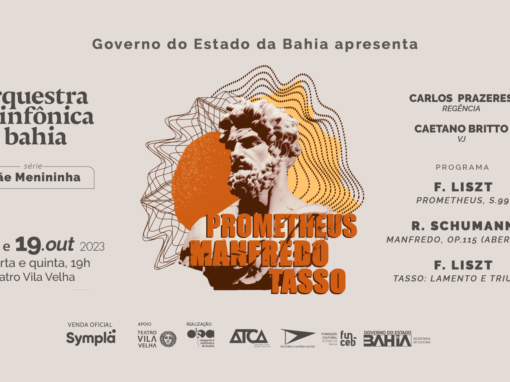 Governo do Estado da Bahia apresenta
rquestra
infônica
bahia
série
ãe Menininha
e 19.out 2023
rta e quinta, 19h
atro Vila Velha
PROMETHEUS
MANFREDO
TASSO
CARLOS PRAZERES
REGÊNCIA
CAETANO BRITTO
VJ
PROGRAMA
F. LISZT
PROMETHEUS, S.99
R. SCHUMANN
MANFREDO, OP.115 (ABER
F. LISZT
TASSO: LAMENTO E TRIU
VENDA OFICIAL
Sympla
APOIO
TEATRO
VILA
VELHA
REALIZAÇÃO
ATCA
FUNDAÇÃO
CULTURAL
fun
ceb
GOVERNO DO ESTADO
BAHIA